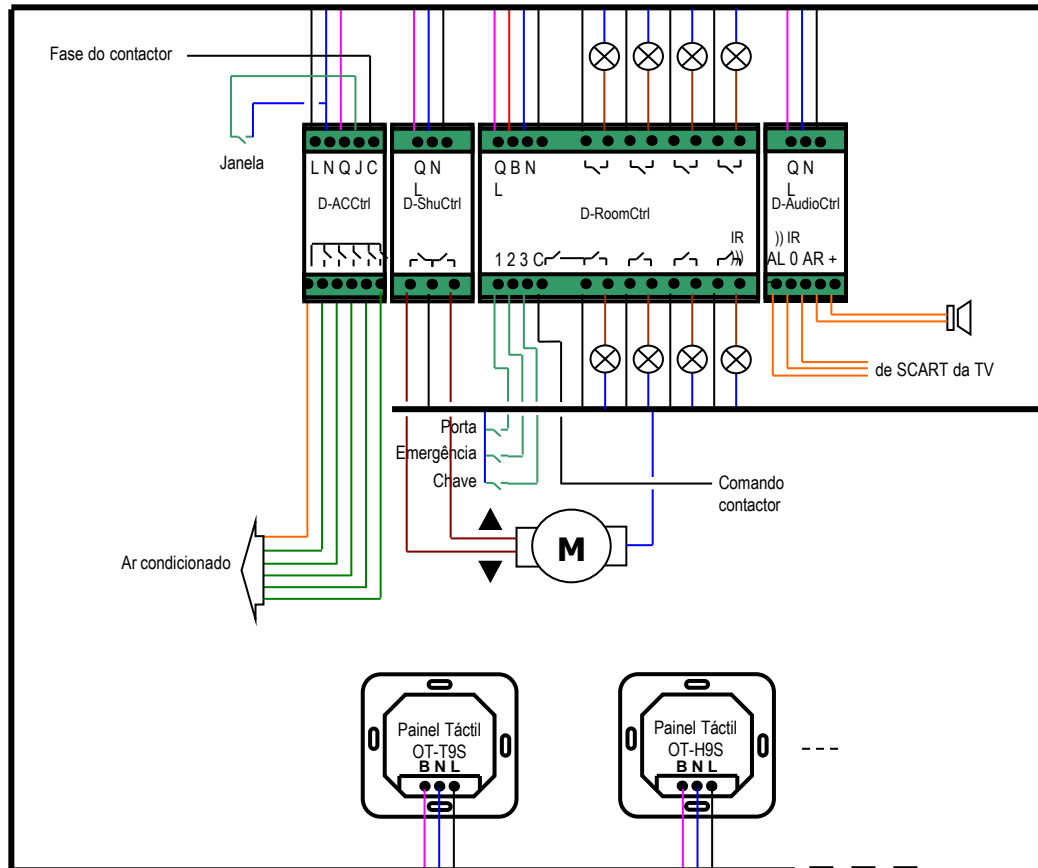 Fase do contactor
Janela
L N Q J C
D-ACCtrl
Q N
L
D-ShuCtrl
Q B N
L
D-RoomCtrl
IR
)))
1 2 3 C
Q N
L
D-AudioCtrl
)) IR
AL 0 AR +
de SCART da TV
Porta
Emergência
Chave
Comando
contactor
M
Ar condicionado
Painel Táctil
OT-T9S
B N L
Painel Táctil
OT-H9S
B N L